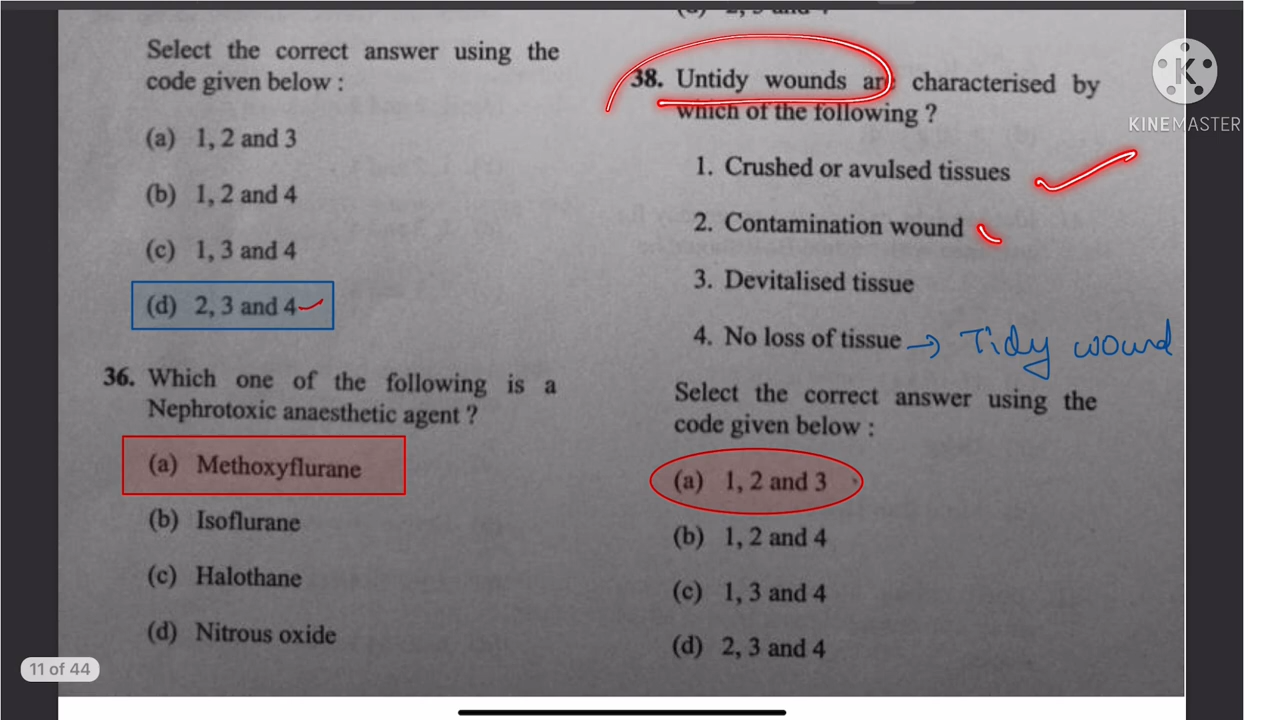 Select the correct answer using the
code given below :
(a) 1, 2 and 3
(b) 1, 2 and 4
(c) 1, 3 and 4
(d) 2, 3 and 4
36. Which one of the following is a
Nephrotoxic anaesthetic agent ?
(a) Methoxyflurane
(b) Isoflurane
(c) Halothane
(d) Nitrous oxide
11 of 44
38. Untidy wounds are characterised by
which of the following ?
1. Crushed or avulsed tissues
2. Contamination wound
3. Devitalised tissue
4. No loss of tissue → Tidy wound
Select the correct answer using the
code given below :
(a) 1, 2 and 3
(b) 1, 2 and 4
(c) 1, 3 and 4
(d) 2, 3 and 4
K
KINEMASTER